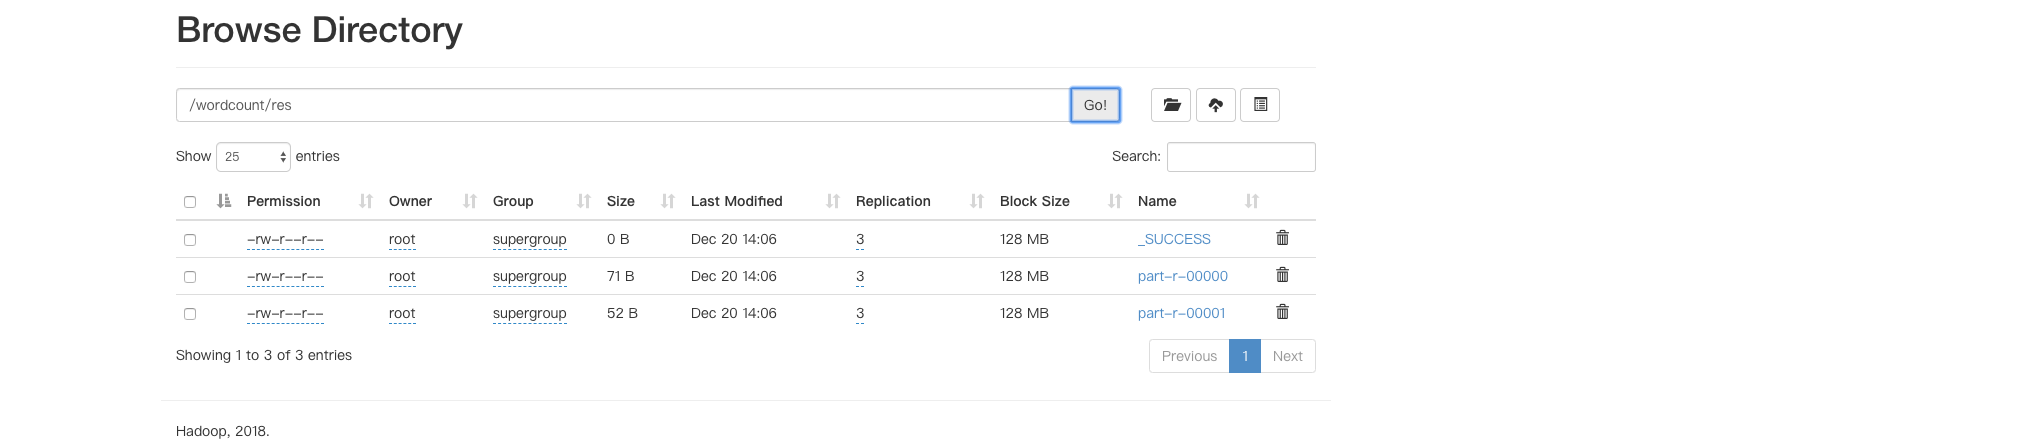 Browse Directory
/wordcount/res Go!
Show 25 entries Search:
Permission Owner Group Size Last Modified Replication Block Size Name
-rw-r--r-- root supergroup 0 B Dec 20 14:06 3 128 MB _SUCCESS
-rw-r--r-- root supergroup 71 B Dec 20 14:06 3 128 MB part-r-00000
-rw-r--r-- root supergroup 52 B Dec 20 14:06 3 128 MB part-r-00001
Showing 1 to 3 of 3 entries Previous 1 Next
Hadoop, 2018.